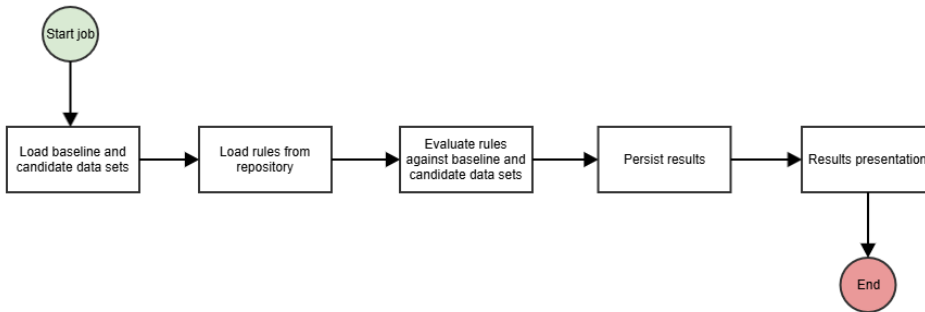 Start job
Load baseline and
candidate data sets
Load rules from
repository
Evaluate rules
against baseline and
candidate data sets
Persist results
Results presentation
End